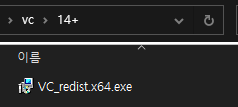 vc > 14+
이름
VC_redist.x64.exe